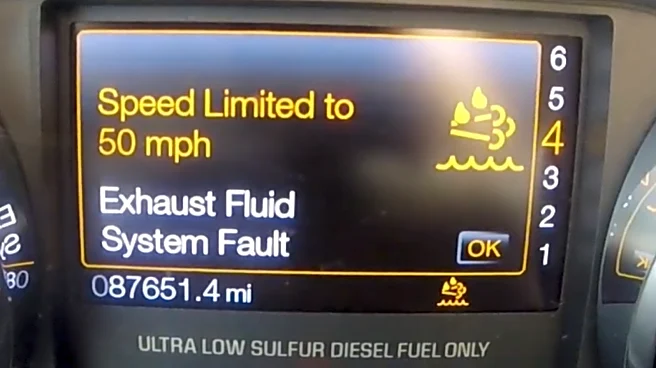 Speed Limited to
50 mph
Exhaust Fluid
System Fault
OK
087651.4 mi
6
5
4
3
2
1
80
ULTRA LOW SULFUR DIESEL FUEL ONLY